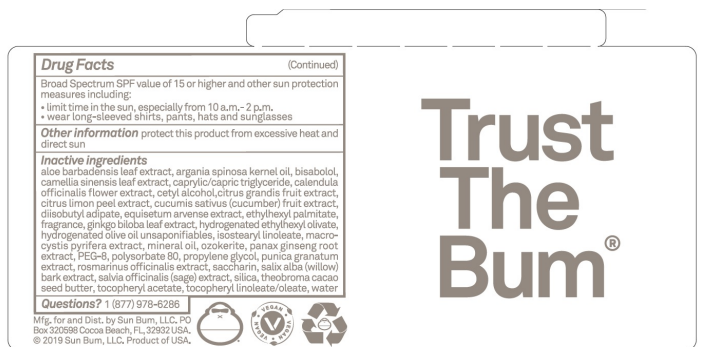 Drug Facts (Continued)
Broad Spectrum SPF value of 15 or higher and other sun protection
measures including:
• limit time in the sun, especially from 10 a.m.- 2 p.m.
• wear long-sleeved shirts, pants, hats and sunglasses
Other information protect this product from excessive heat and
direct sun
Inactive ingredients
aloe barbadensis leaf extract, argania spinosa kernel oil, bisabolol,
camellia sinensis leaf extract, caprylic/capric triglyceride, calendula
officinalis flower extract, cetyl alcohol,citrus grandis fruit extract,
citrus limon peel extract, cucumis sativus (cucumber) fruit extract,
diisobutyl adipate, equisetum arvense extract, ethylhexyl palmitate,
fragrance, ginkgo biloba leaf extract, hydrogenated ethylhexyl olivate,
hydrogenated olive oil unsaponifiables, isostearyl linoleate, macro-
cystis pyrifera extract, mineral oil, ozokerite, panax ginseng root
extract, PEG-8, polysorbate 80, propylene glycol, punica granatum
extract, rosmarinus officinalis extract, saccharin, salix alba (willow)
bark extract, salvia officinalis (sage) extract, silica, theobroma cacao
seed butter, tocopheryl acetate, tocopheryl linoleate/oleate, water
Questions? 1 (877) 978-6286
Mfg. for and Dist. by Sun Bum, LLC. PO
Box 320598 Cocoa Beach, FL, 32932 USA.
© 2019 Sun Bum, LLC. Product of USA.
VEGAN • VEGAN • VEGAN
Trust
The
Bum®